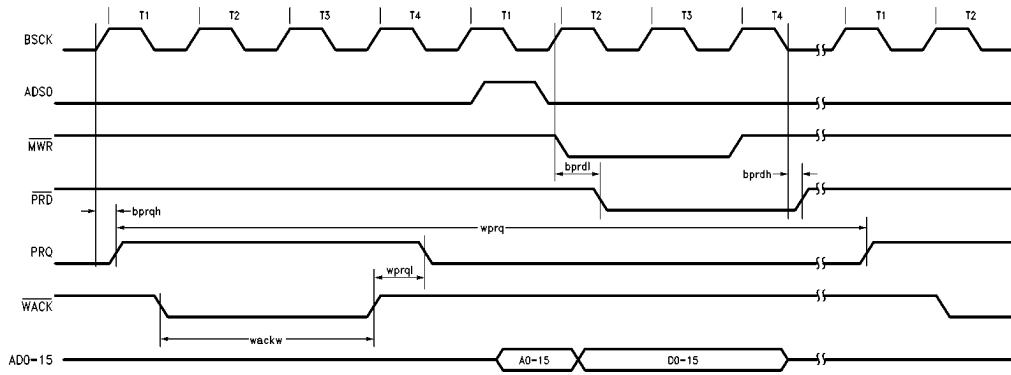 T1 T2 T3 T4 T1 T2 T3 T4 T1 T2
BSCK
ADS0
MWR
bprdl bprdh
PRD
bprqh
wprq
PRQ
wprql
WACK
wackw
AD0-15 A0-15 D0-15